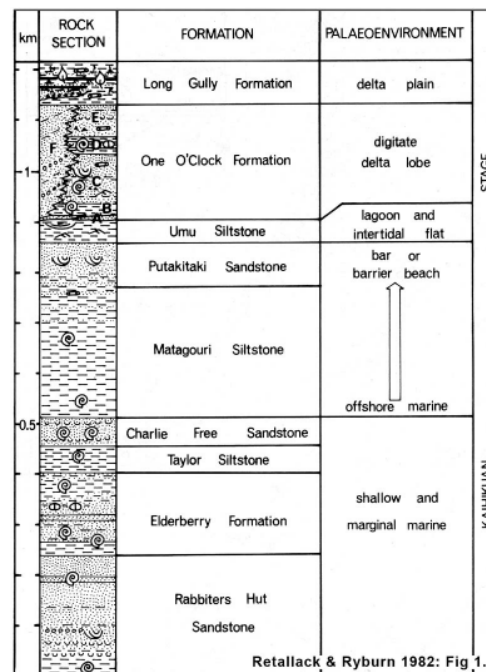 km
ROCK
SECTION
FORMATION
PALAEOENVIRONMENT
Long Gully Formation
delta plain
E
F
D
One O'Clock Formation
digitate
delta lobe
1
C
B
A
lagoon and
intertidal flat
Umu Siltstone
Putakitaki Sandstone
bar or
barrier beach
Matagouri Siltstone
offshore marine
0.5
Charlie Free Sandstone
Taylor Siltstone
Elderberry Formation
shallow and
marginal marine
Rabbiters Hut
Sandstone
STAGE
KAIHIKUAN
Retallack & Ryburn 1982: Fig 1.